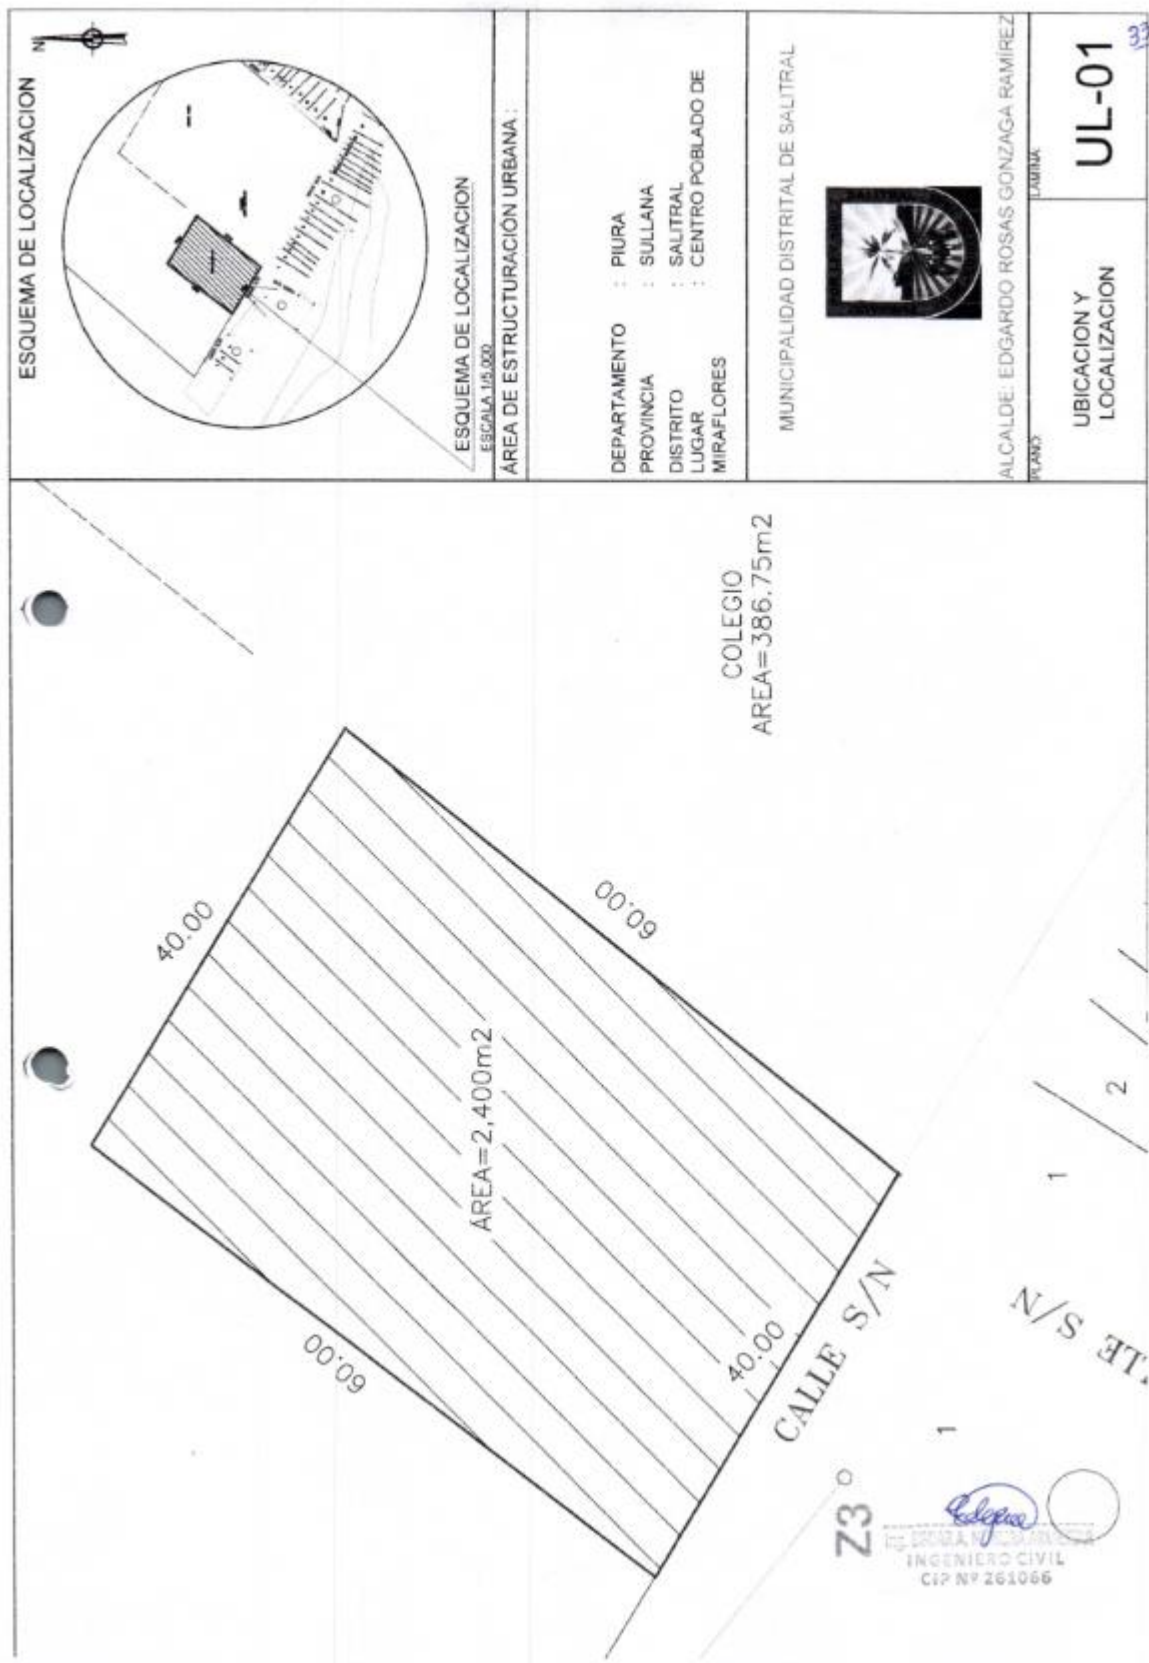 ESQUEMA DE LOCALIZACION
N
ESQUEMA DE LOCALIZACION
ESCALA 1/5,000
ÁREA DE ESTRUCTURACIÓN URBANA :
DEPARTAMENTO : PIURA
PROVINCIA : SULLANA
DISTRITO : SALITRAL
LUGAR : CENTRO POBLADO DE
MIRAFLORES
MUNICIPALIDAD DISTRITAL DE SALITRAL
ALCALDE: EDGARDO ROSAS GONZAGA RAMÍREZ
PLANO:
UBICACION Y
LOCALIZACION
LAMINA:
UL-01
33
40.00
60.00
ÁREA=2,400m2
60.00
40.00
COLEGIO
AREA=386.75m2
CALLE S/N
Z3
1
1
2
LLE S/N
INGENIERO CIVIL
CIP Nº 261066